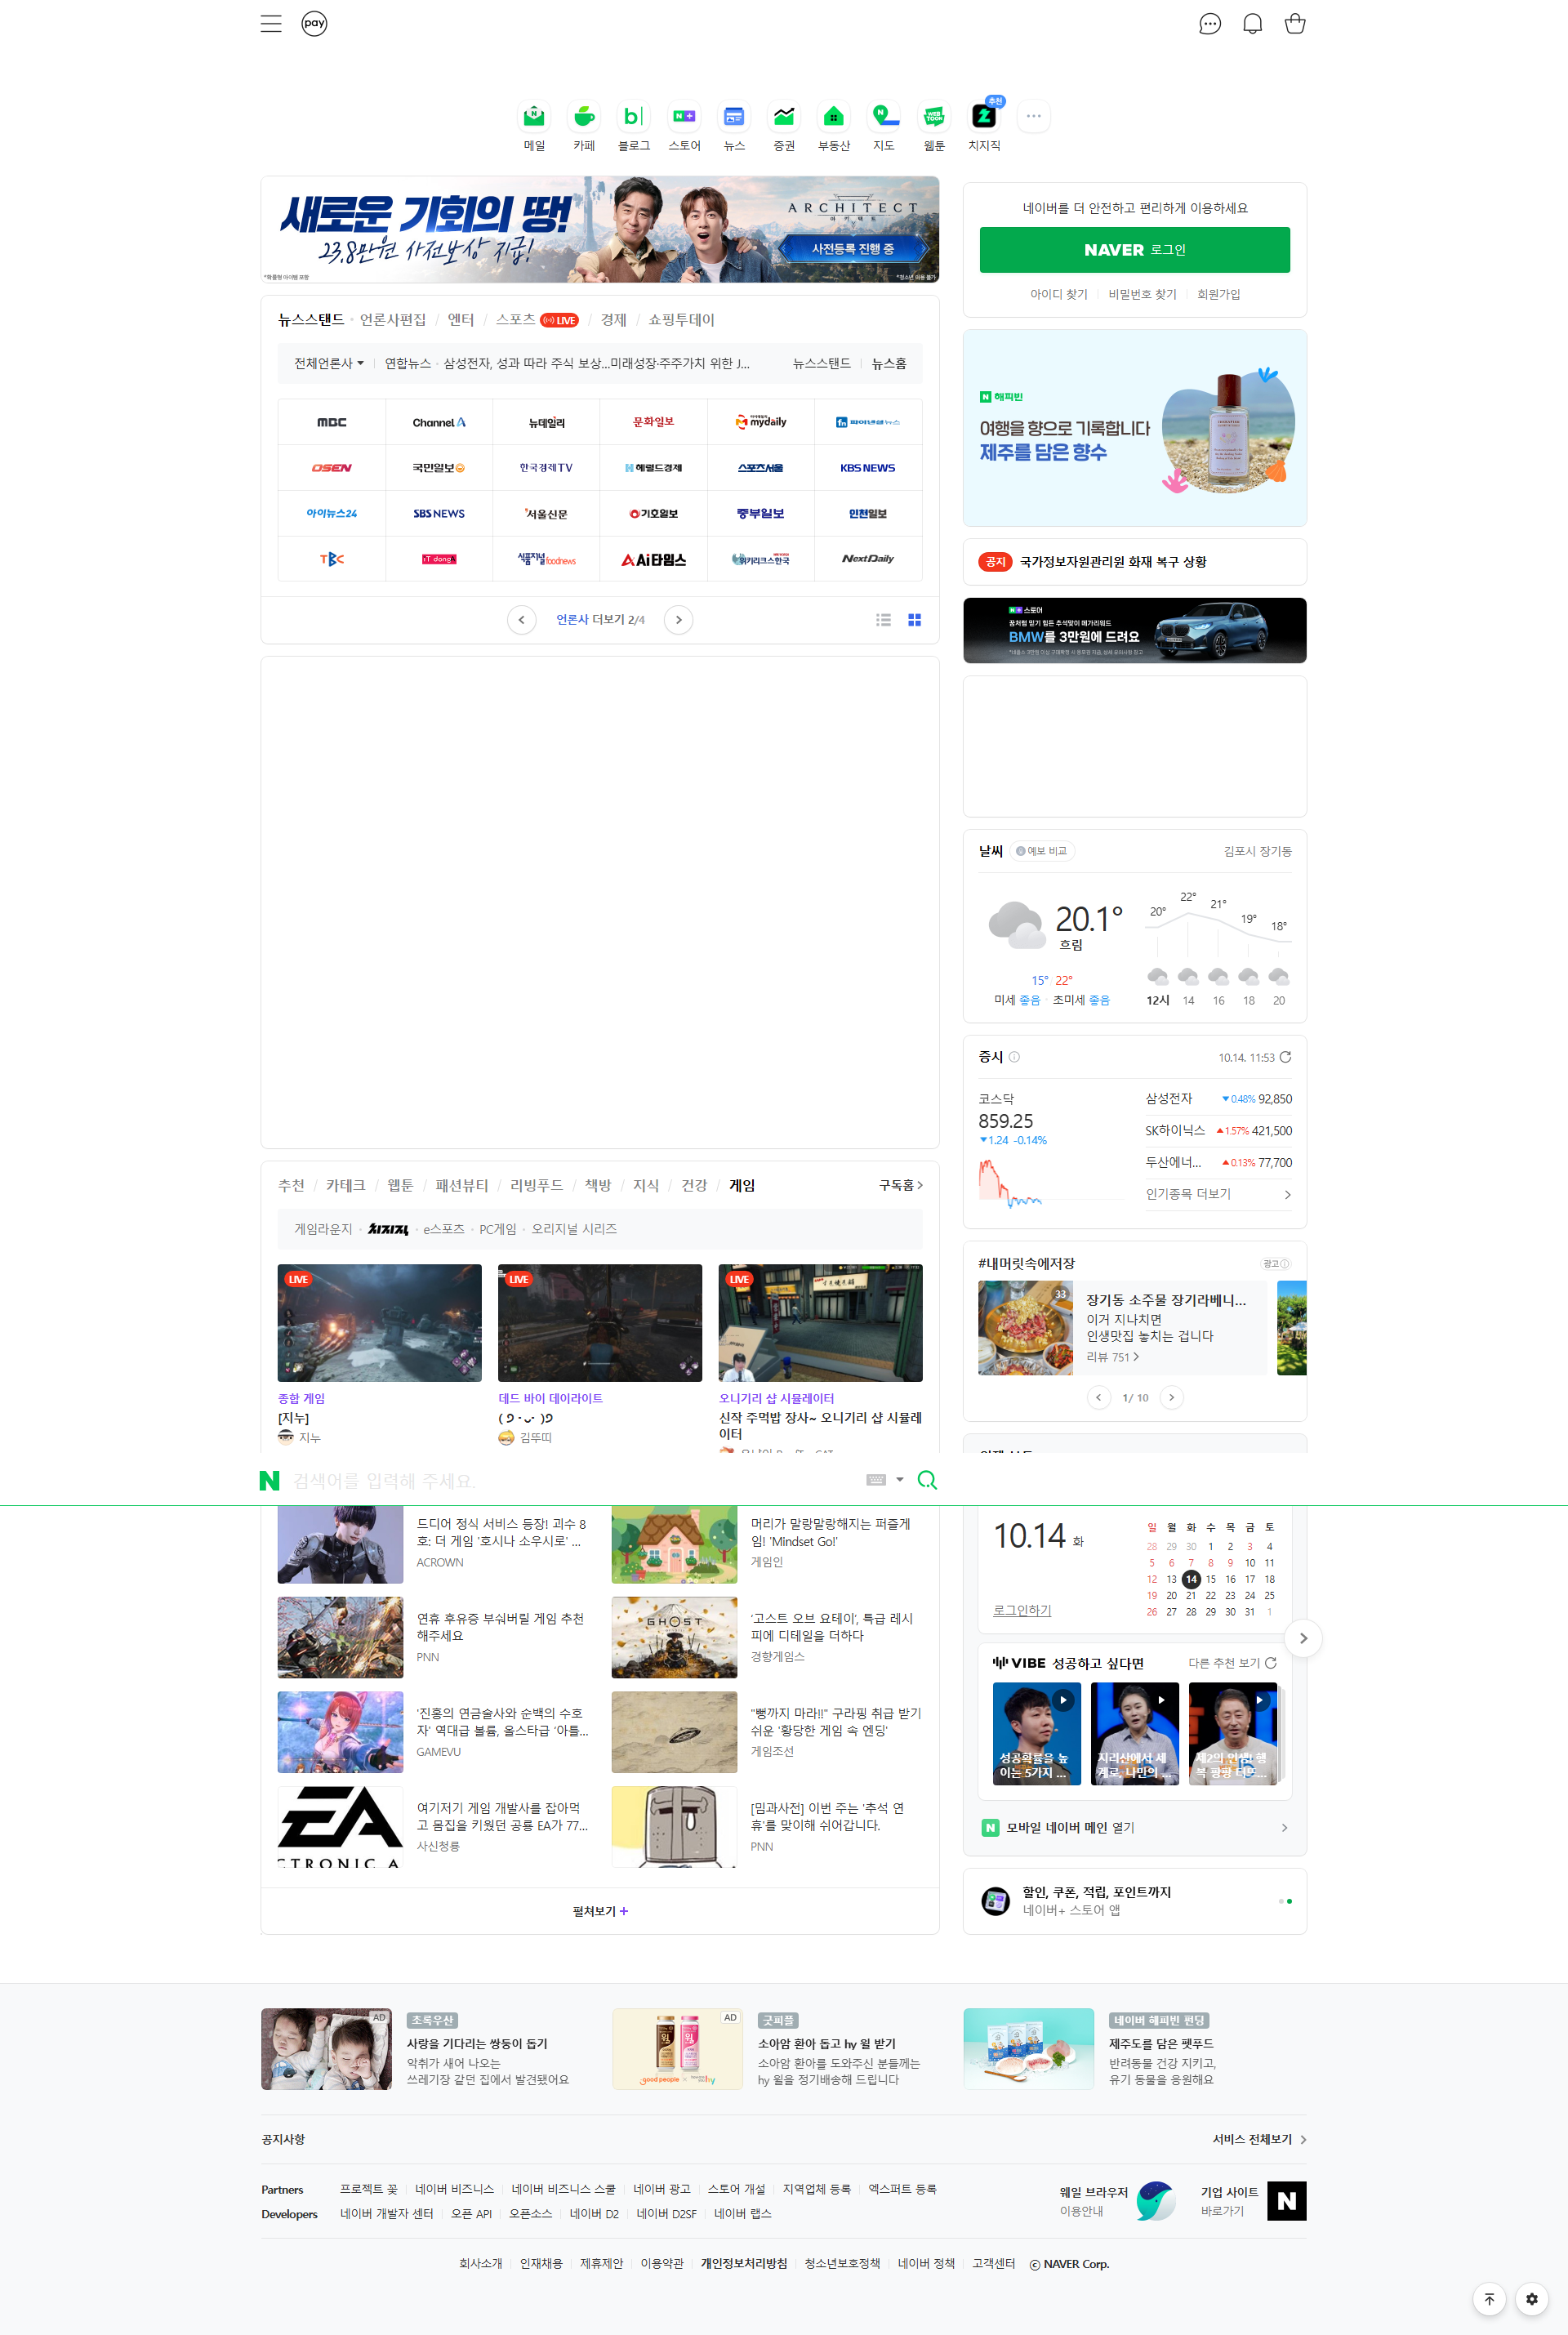 pay
메일
카페
블로그
스토어
뉴스
증권
부동산
지도
웹툰
추천
치지직
새로운 기회의 땅!
23.8만원 사전보상 지급!
ARCHITECT
아키텍트
사전등록 진행 중
*확률형 아이템 포함
*청소년 이용 불가
네이버를 더 안전하고 편리하게 이용하세요
NAVER 로그인
아이디 찾기
비밀번호 찾기
회원가입
뉴스스탠드 · 언론사편집 / 엔터 / 스포츠 LIVE / 경제 / 쇼핑투데이
전체언론사
연합뉴스 · 삼성전자, 성과 따라 주식 보상...미래성장·주주가치 위한 J...
뉴스스탠드
뉴스홈
MBC
Channel A
뉴데일리
문화일보
mydaily
fn 파이낸셜뉴스
OSEN
국민일보
한국경제TV
헤럴드경제
스포츠서울
KBS NEWS
아이뉴스24
SBS NEWS
서울신문
기호일보
중부일보
인천일보
TBC
iT dongA
식품저널 foodnews
Ai타임스
위키리크스한국
Next Daily
언론사 더보기 2/4
N 해피빈
여행을 향으로 기록합니다
제주를 담은 향수
공지 국가정보자원관리원 화재 복구 상황
N+ 스토어
꿈처럼 믿기 힘든 추석맞이 메가리워드
BMW를 3만원에 드려요
날씨
예보 비교
김포시 장기동
20.1°
흐림
15° 22°
미세 좋음 · 초미세 좋음
20°
22°
21°
19°
18°
12시
14
16
18
20
증시
10.14. 11:53
코스닥
859.25
▼1.24 -0.14%
삼성전자 ▼0.48% 92,850
SK하이닉스 ▲1.57% 421,500
두산에너... ▲0.13% 77,700
인기종목 더보기
추천 / 카테크 / 웹툰 / 패션뷰티 / 리빙푸드 / 책방 / 지식 / 건강 / 게임
구독홈
게임라운지 · 치지직 · e스포츠 · PC게임 · 오리지널 시리즈
LIVE
LIVE
LIVE
종합 게임
[지누]
지누
데드 바이 데이라이트
김뚜띠
오니기리 샵 시뮬레이터
신작 주먹밥 장사~ 오니기리 샵 시뮬레
이터
#내머릿속에저장
광고
33
장기동 소주물 장기라베니...
이거 지나치면
인생맛집 놓치는 겁니다
리뷰 751
1/ 10
N
검색어를 입력해 주세요.
드디어 정식 서비스 등장! 괴수 8
호: 더 게임 '호시나 소우시로' ...
ACROWN
머리가 말랑말랑해지는 퍼즐게
임! 'Mindset Go!'
게임인
연휴 후유증 부숴버릴 게임 추천
해주세요
PNN
GHOST
'고스트 오브 요테이', 특급 레시
피에 디테일을 더하다
경향게임스
'진홍의 연금술사와 순백의 수호
자' 역대급 볼륨, 올스타급 '아틀...
GAMEVU
"뻥까지 마라!!" 구라핑 취급 받기
쉬운 '황당한 게임 속 엔딩'
게임조선
EA
CTRONIC A
여기저기 게임 개발사를 잡아먹
고 몸집을 키웠던 공룡 EA가 77...
사신청룡
[밈과사전] 이번 주는 '추석 연
휴'를 맞이해 쉬어갑니다.
PNN
펼쳐보기 +
10.14 화
로그인하기
일 월 화 수 목 금 토
28 29 30 1 2 3 4
5 6 7 8 9 10 11
12 13 14 15 16 17 18
19 20 21 22 23 24 25
26 27 28 29 30 31 1
VIBE 성공하고 싶다면
다른 추천 보기
성공확률을 높
이는 5가지 ...
지리산에서 세
계로, 나만의 ...
제2의 인생! 행
복 팡팡 터뜨...
N 모바일 네이버 메인 열기
할인, 쿠폰, 적립, 포인트까지
네이버+ 스토어 앱
AD
초록우산
사랑을 기다리는 쌍둥이 돕기
악취가 새어 나오는
쓰레기장 같던 집에서 발견됐어요
AD
good people × hy
굿피플
소아암 환아 돕고 hy 윌 받기
소아암 환아를 도와주신 분들께는
hy 윌을 정기배송해 드립니다
네이버 해피빈 펀딩
제주도를 담은 펫푸드
반려동물 건강 지키고,
유기 동물을 응원해요
공지사항
서비스 전체보기
Partners 프로젝트 꽃 네이버 비즈니스 네이버 비즈니스 스쿨 네이버 광고 스토어 개설 지역업체 등록 엑스퍼트 등록
Developers 네이버 개발자 센터 오픈 API 오픈소스 네이버 D2 네이버 D2SF 네이버 랩스
웨일 브라우저
이용안내
기업 사이트
바로가기
N
회사소개 인재채용 제휴제안 이용약관 개인정보처리방침 청소년보호정책 네이버 정책 고객센터 ⓒ NAVER Corp.